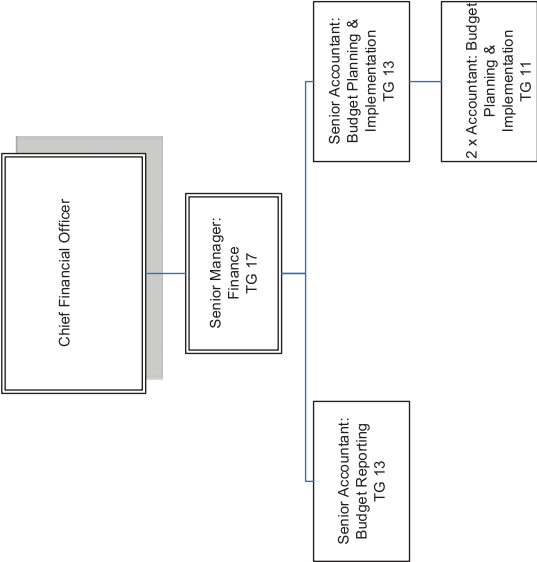 Chief Financial Officer
Senior Manager:
Finance
TG 17
Senior Accountant:
Budget Reporting
TG 13
Senior Accountant:
Budget Planning &
Implementation
TG 13
2 x Accountant: Budget
Planning &
Implementation
TG 11